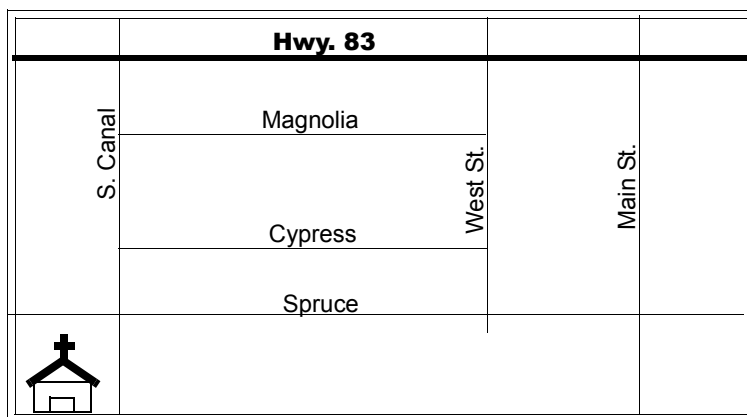 Hwy. 83
Magnolia
S. Canal
West St.
Main St.
Cypress
Spruce